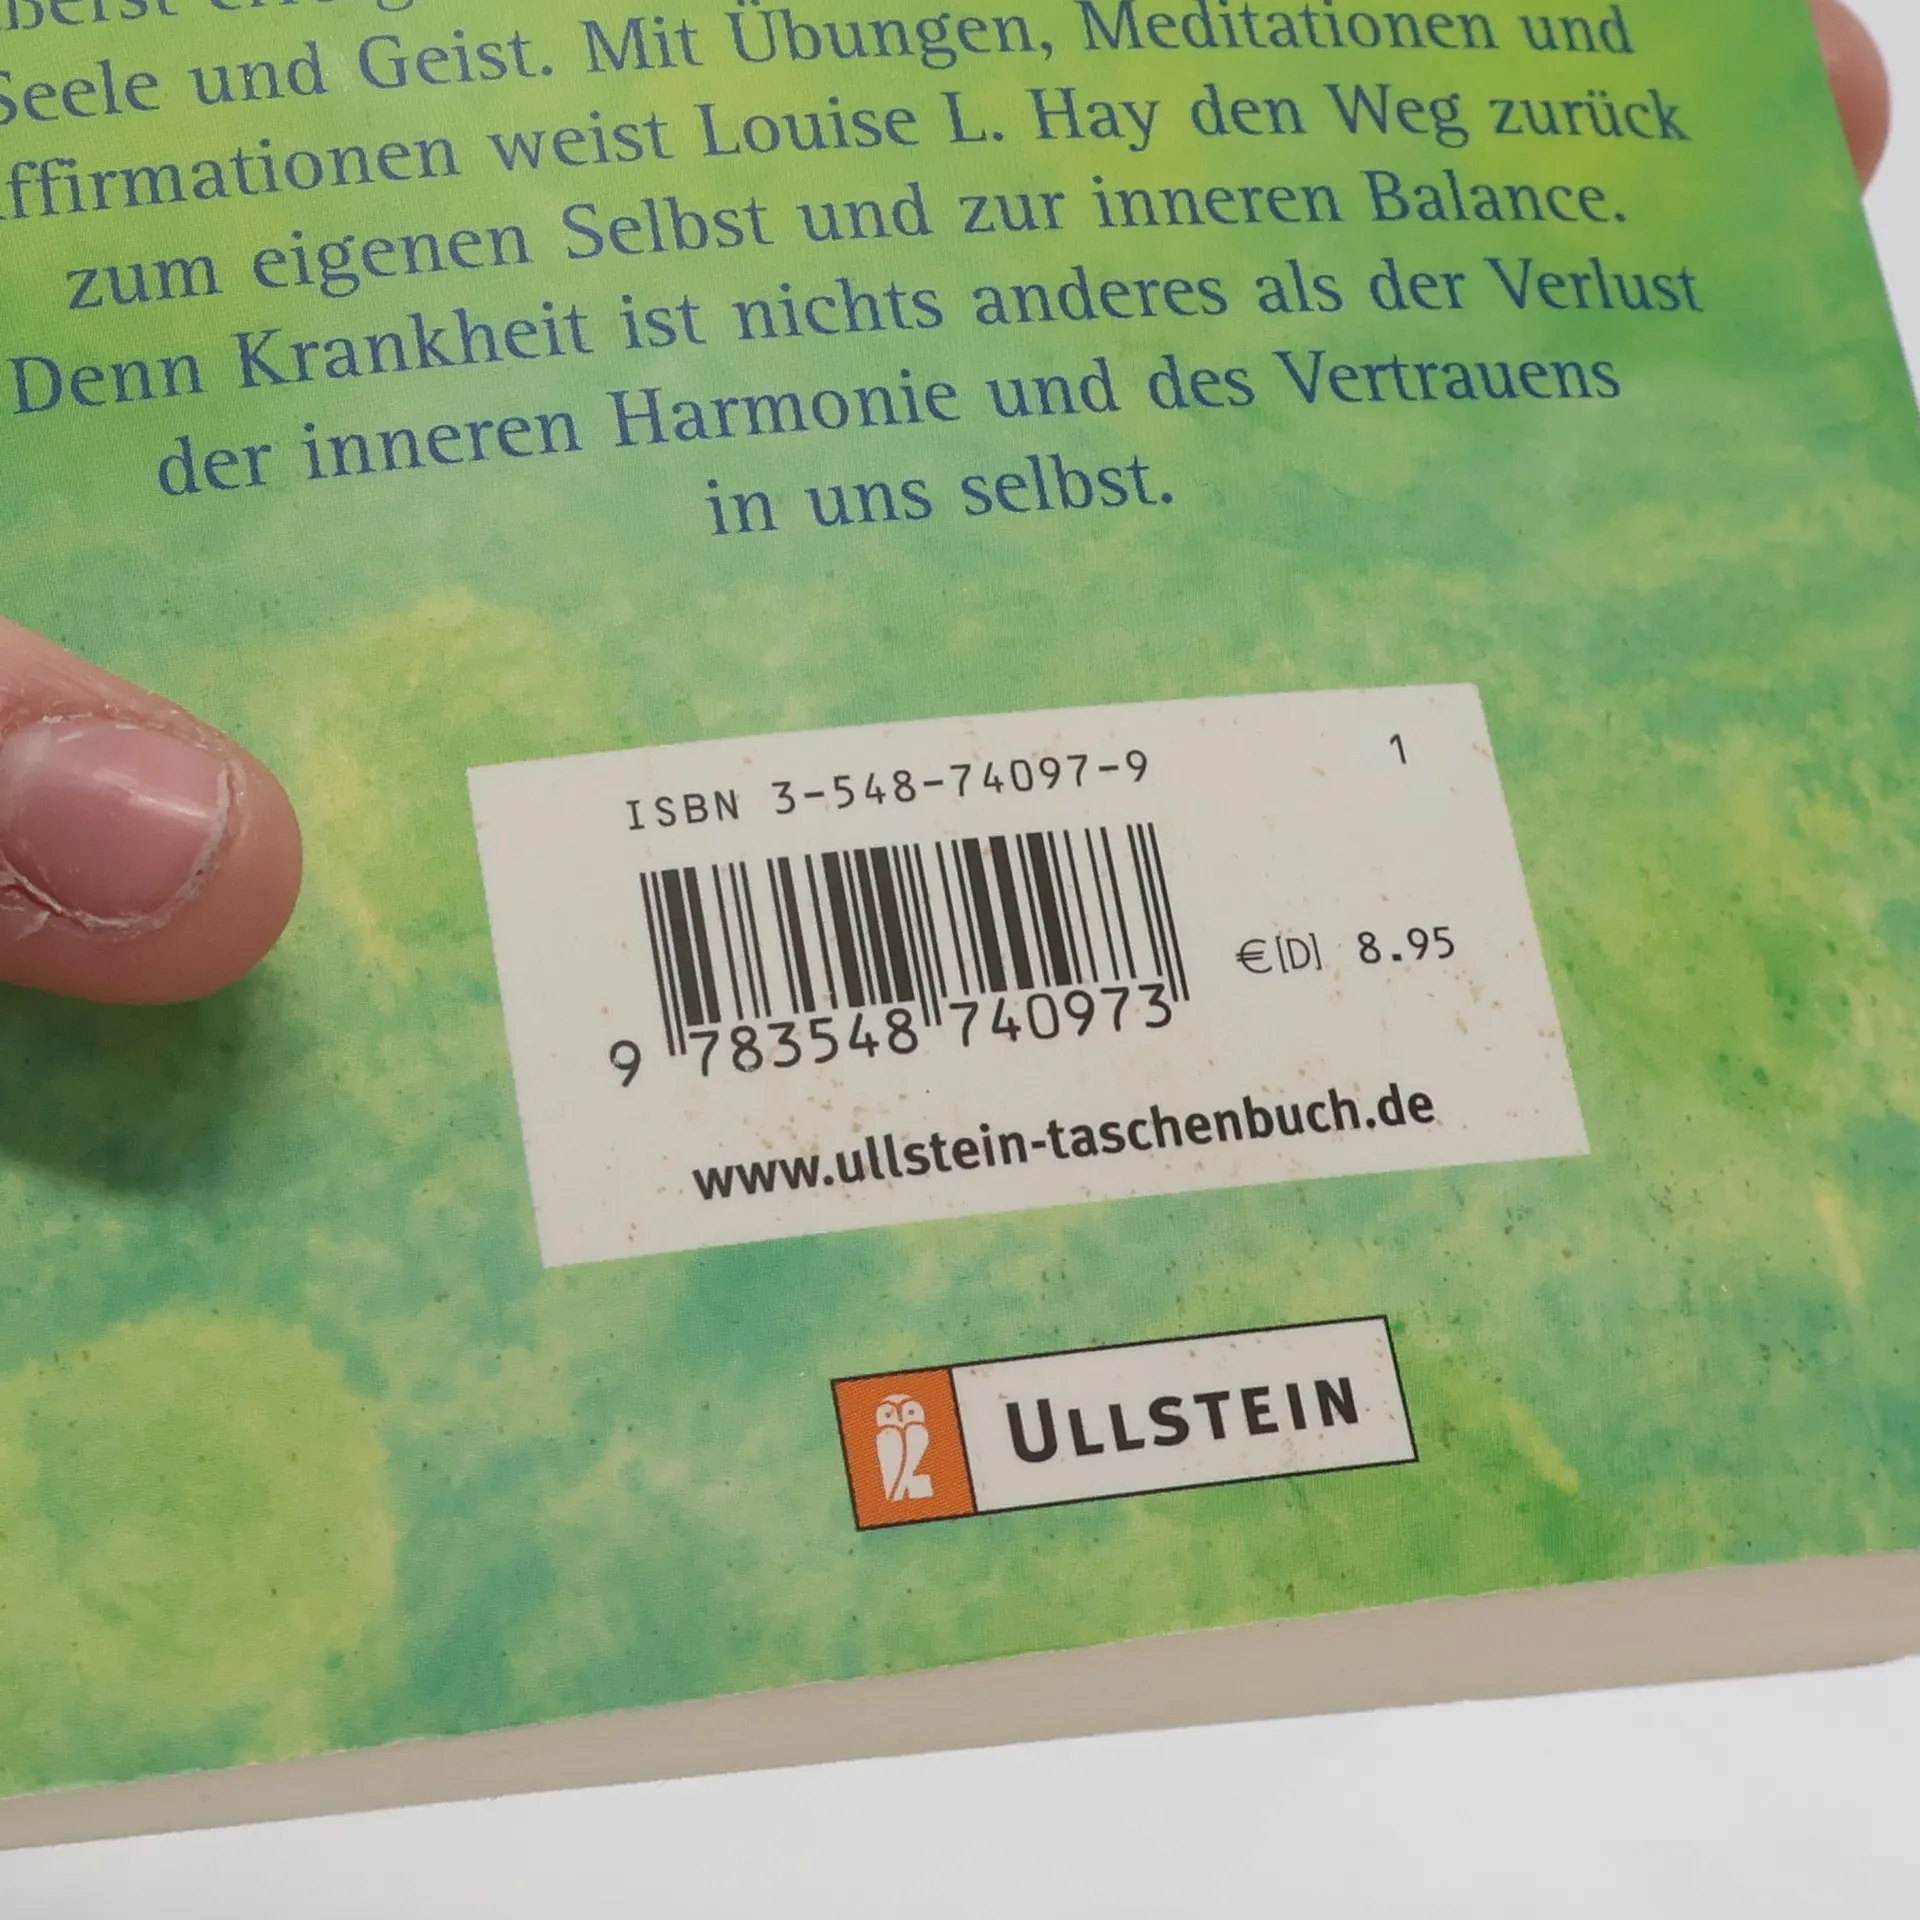 Seele und Geist. Mit Übungen, Meditationen und
ffirmationen weist Louise L. Hay den Weg zurück
zum eigenen Selbst und zur inneren Balance.
Denn Krankheit ist nichts anderes als der Verlust
der inneren Harmonie und des Vertrauens
in uns selbst.
ISBN 3-548-74097-9 1
€[D] 8.95
9 783548 740973
www.ullstein-taschenbuch.de
ULLSTEIN